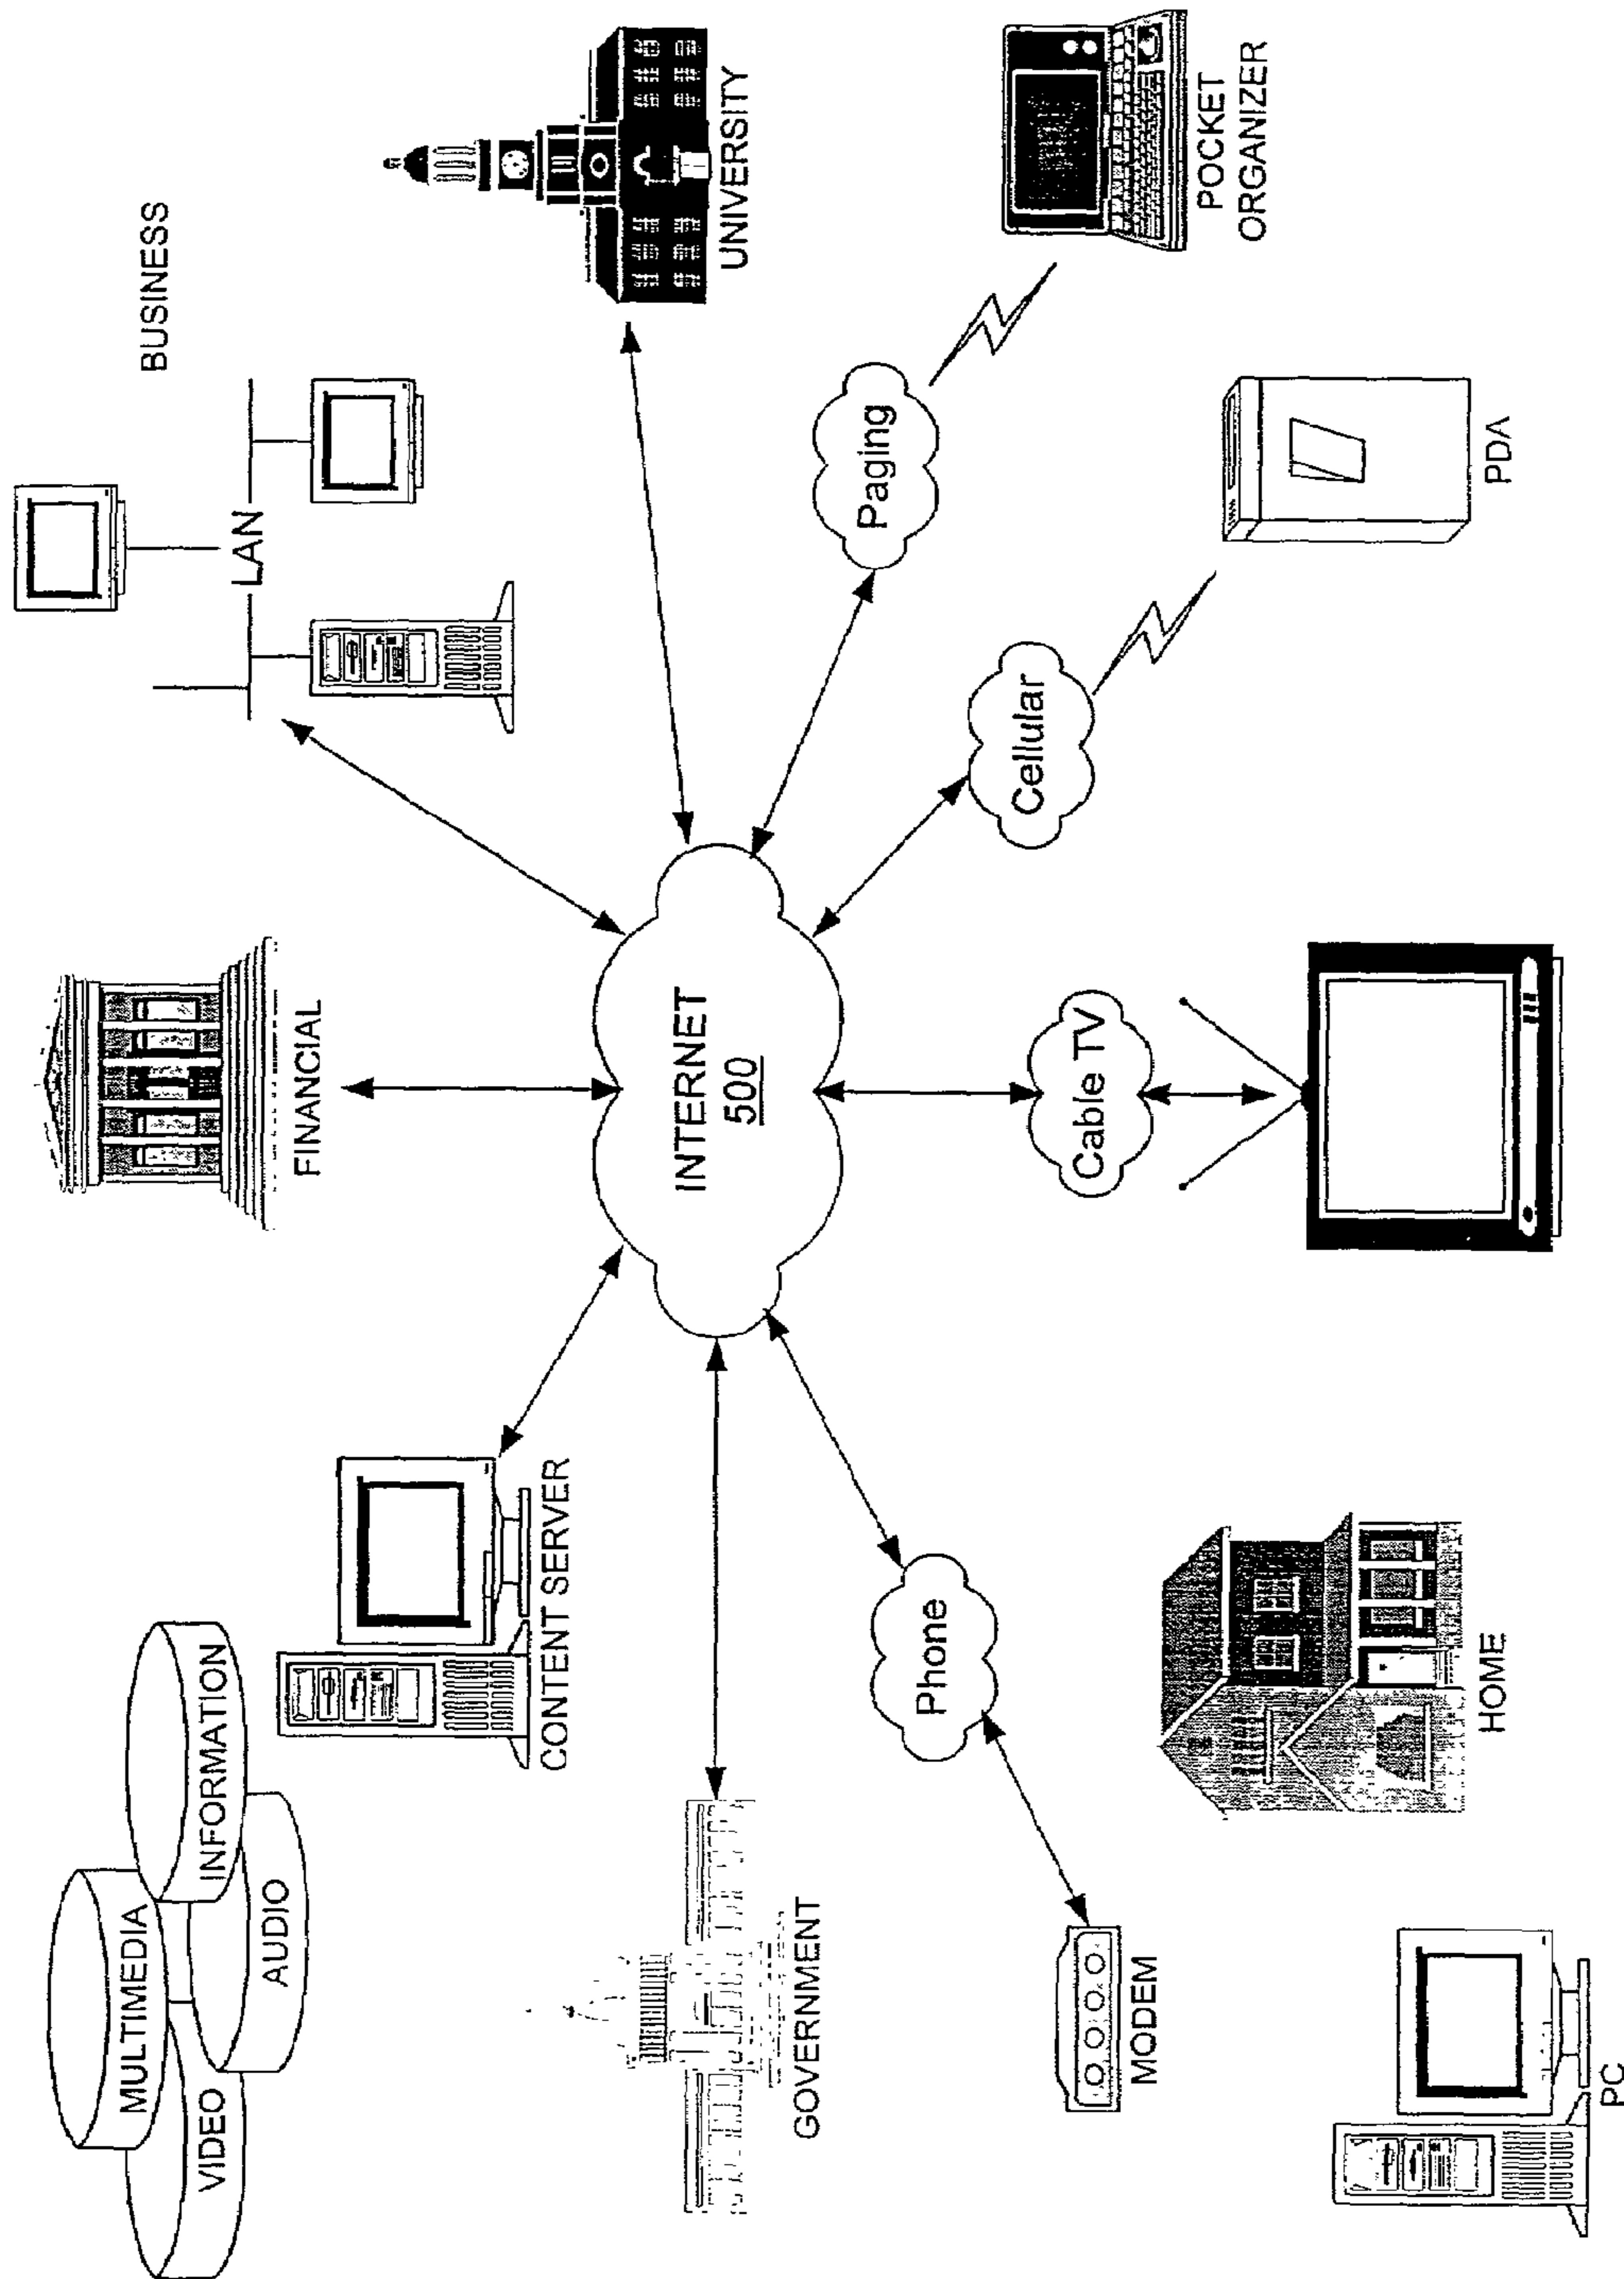 MULTIMEDIA
VIDEO
INFORMATION
AUDIO
CONTENT SERVER
FINANCIAL
LAN
BUSINESS
GOVERNMENT
INTERNET
500
UNIVERSITY
Phone
Paging
Cellular
Cable TV
MODEM
POCKET
ORGANIZER
HOME
PDA
PC